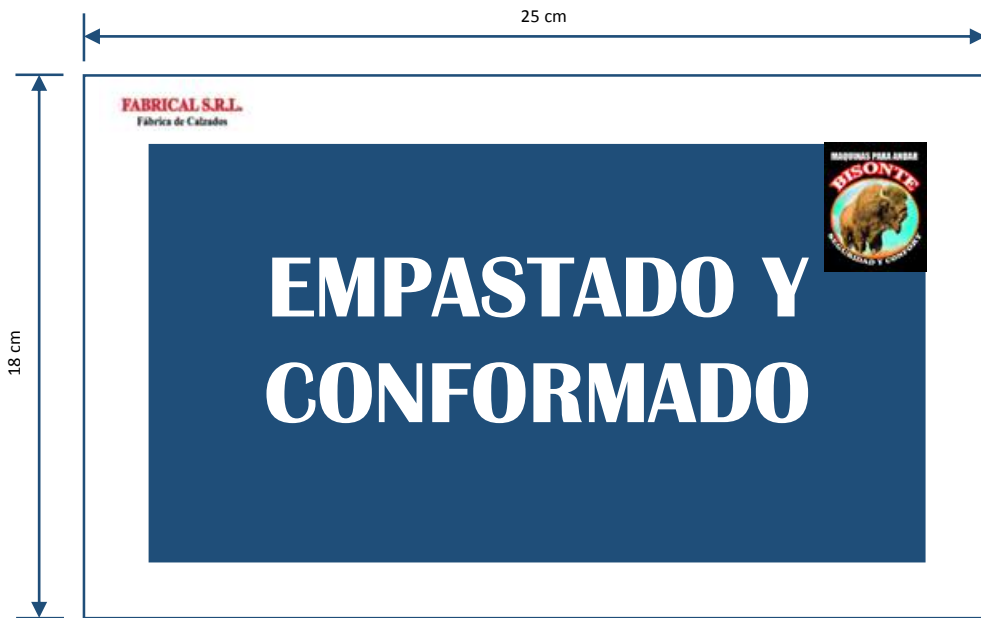 25 cm
18 cm
FABRICAL S.R.L.
Fábrica de Calzados
MAQUINAS PARA ANDAR
BISONTE
SEGURIDAD Y CONFORT
EMPASTADO Y
CONFORMADO